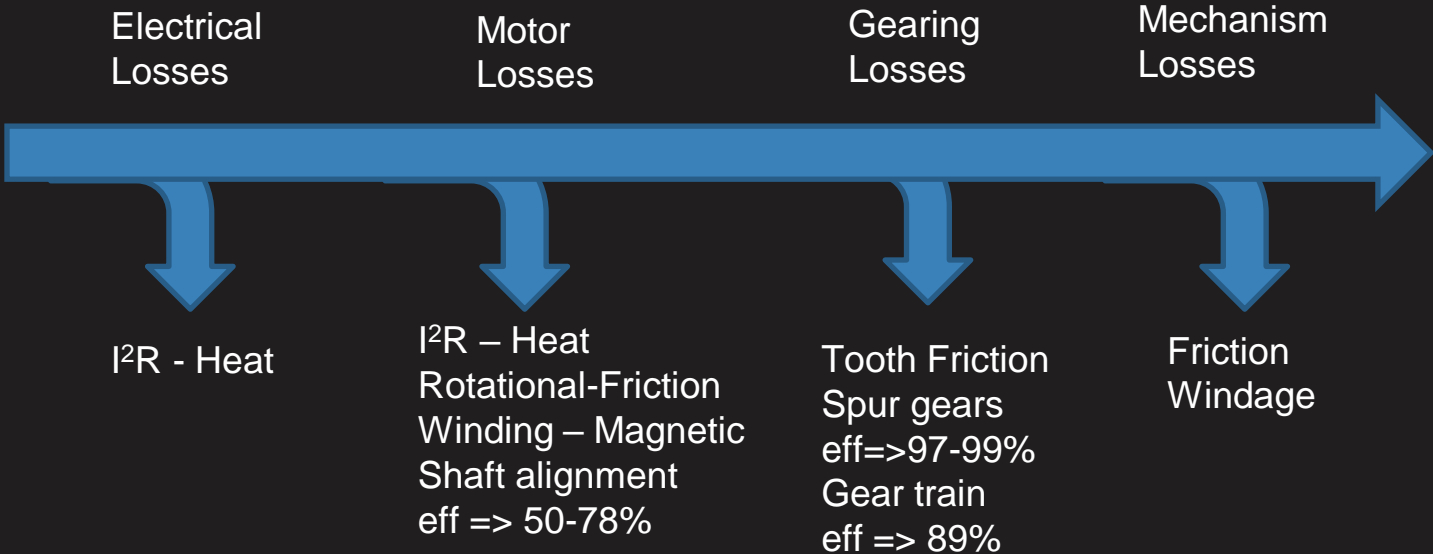 Electrical
Losses
Motor
Losses
Gearing
Losses
Mechanism
Losses
I²R - Heat
I²R – Heat
Rotational-Friction
Winding – Magnetic
Shaft alignment
eff => 50-78%
Tooth Friction
Spur gears
eff=>97-99%
Gear train
eff => 89%
Friction
Windage